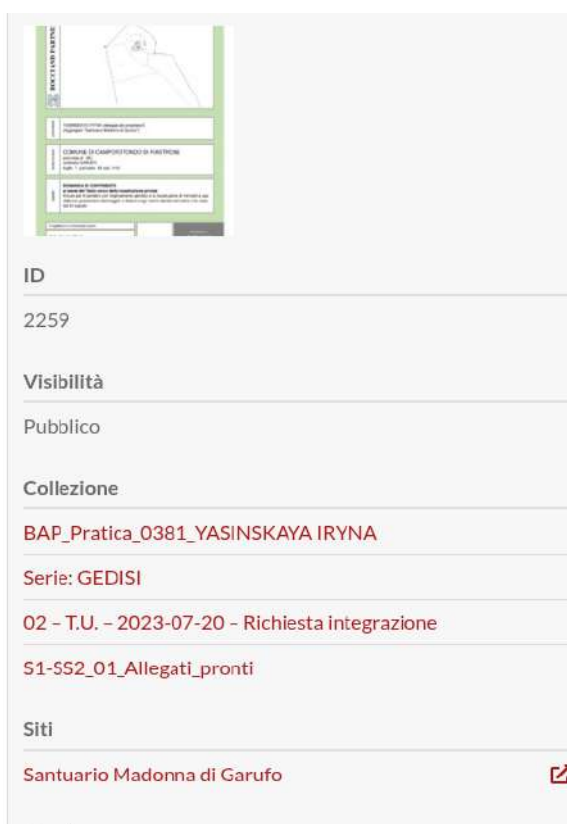 COMUNE DI CAMPOROTONDO DI FIASTRONE
ID
2259
Visibilità
Pubblico
Collezione
BAP_Pratica_0381_YASINSKAYA IRYNA
Serie: GEDISI
02 – T.U. – 2023-07-20 – Richiesta integrazione
S1-SS2_01_Allegati_pronti
Siti
Santuario Madonna di Garufo